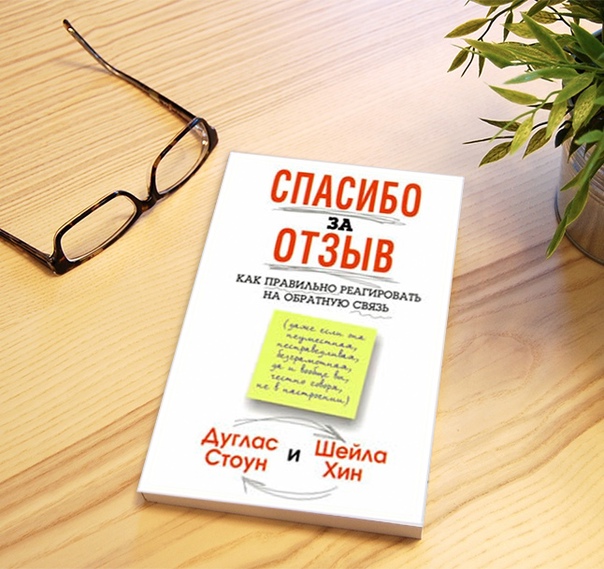 СПАСИБО
ЗА
ОТЗЫВ
КАК ПРАВИЛЬНО РЕАГИРОВАТЬ
НА ОБРАТНУЮ СВЯЗЬ
(даже если она
неуместная,
несправедливая,
безграмотная,
да и вообще вы,
честно говоря,
не в настроении)
Дуглас
Стоун
и
Шейла
Хин